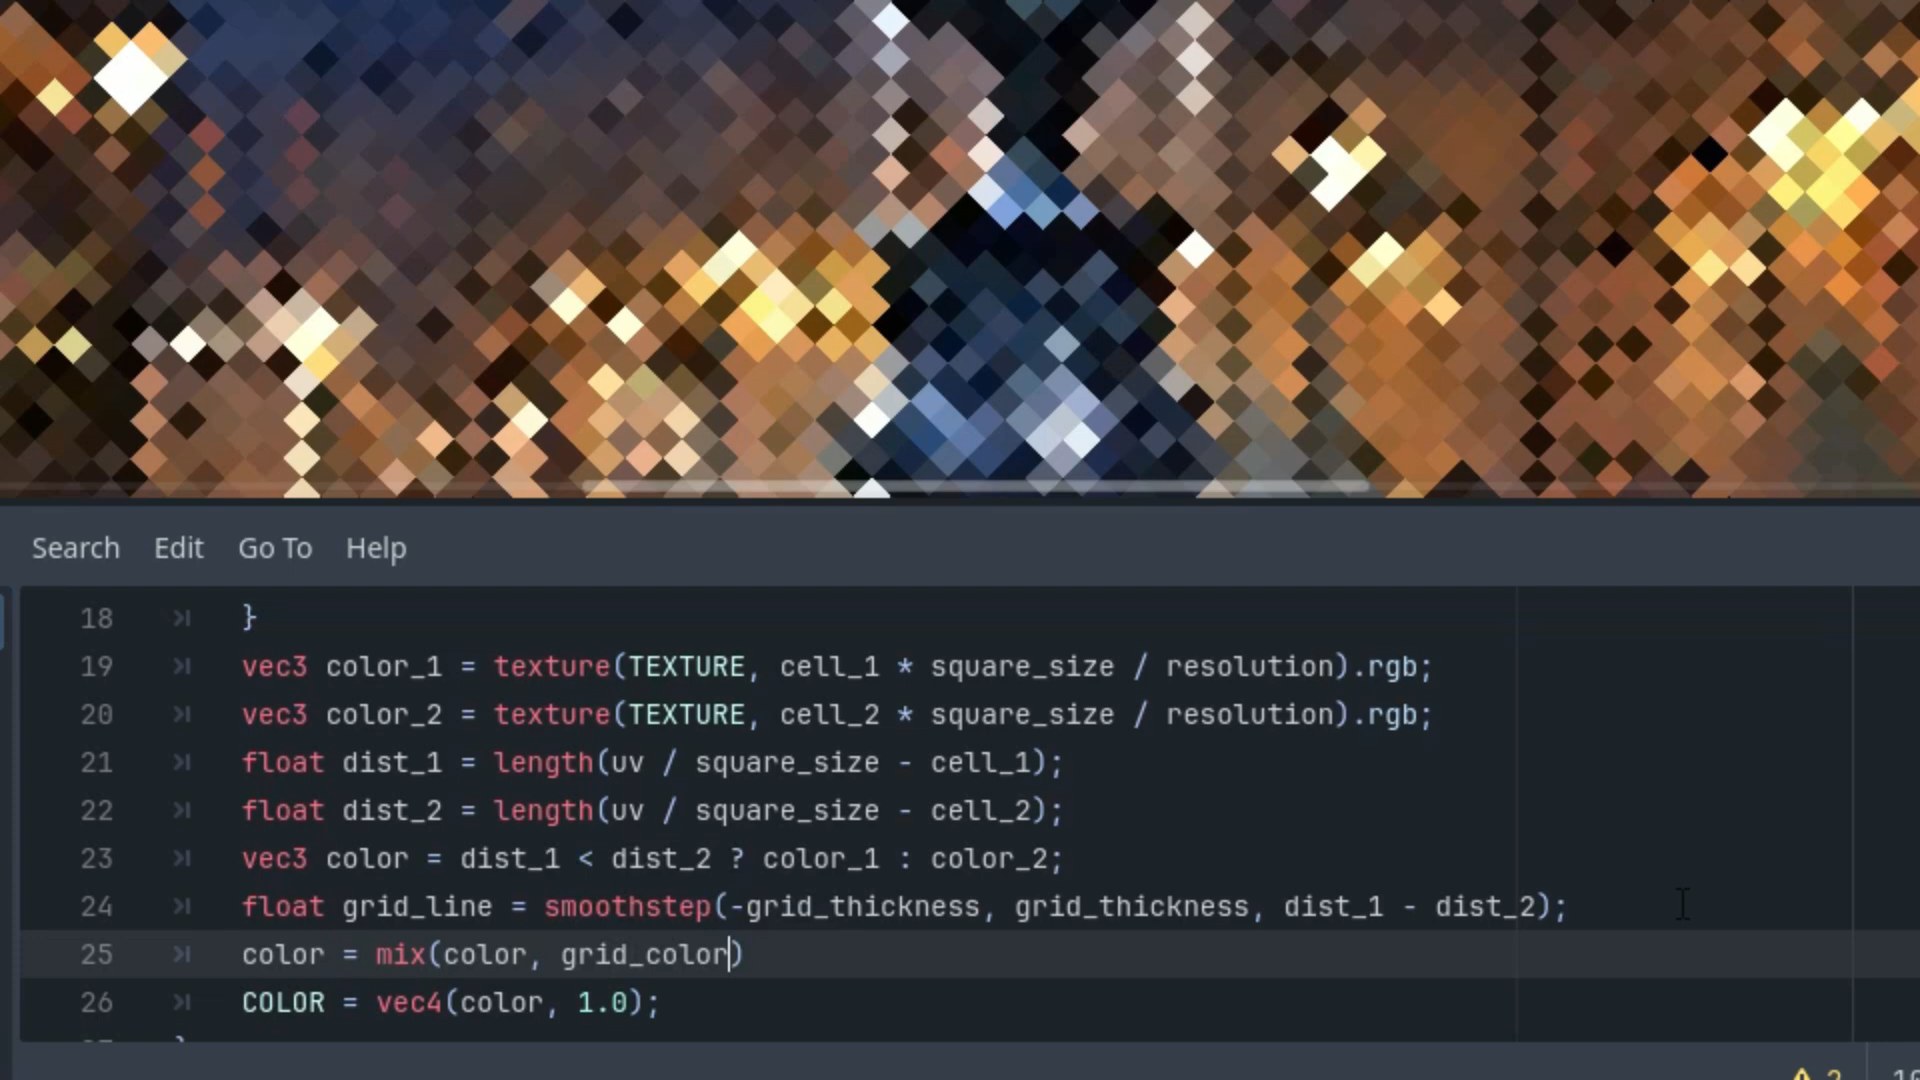 Search Edit Go To Help
18 }
19 vec3 color_1 = texture(TEXTURE, cell_1 * square_size / resolution).rgb;
20 vec3 color_2 = texture(TEXTURE, cell_2 * square_size / resolution).rgb;
21 float dist_1 = length(uv / square_size - cell_1);
22 float dist_2 = length(uv / square_size - cell_2);
23 vec3 color = dist_1 < dist_2 ? color_1 : color_2;
24 float grid_line = smoothstep(-grid_thickness, grid_thickness, dist_1 - dist_2);
25 color = mix(color, grid_color)
26 COLOR = vec4(color, 1.0);